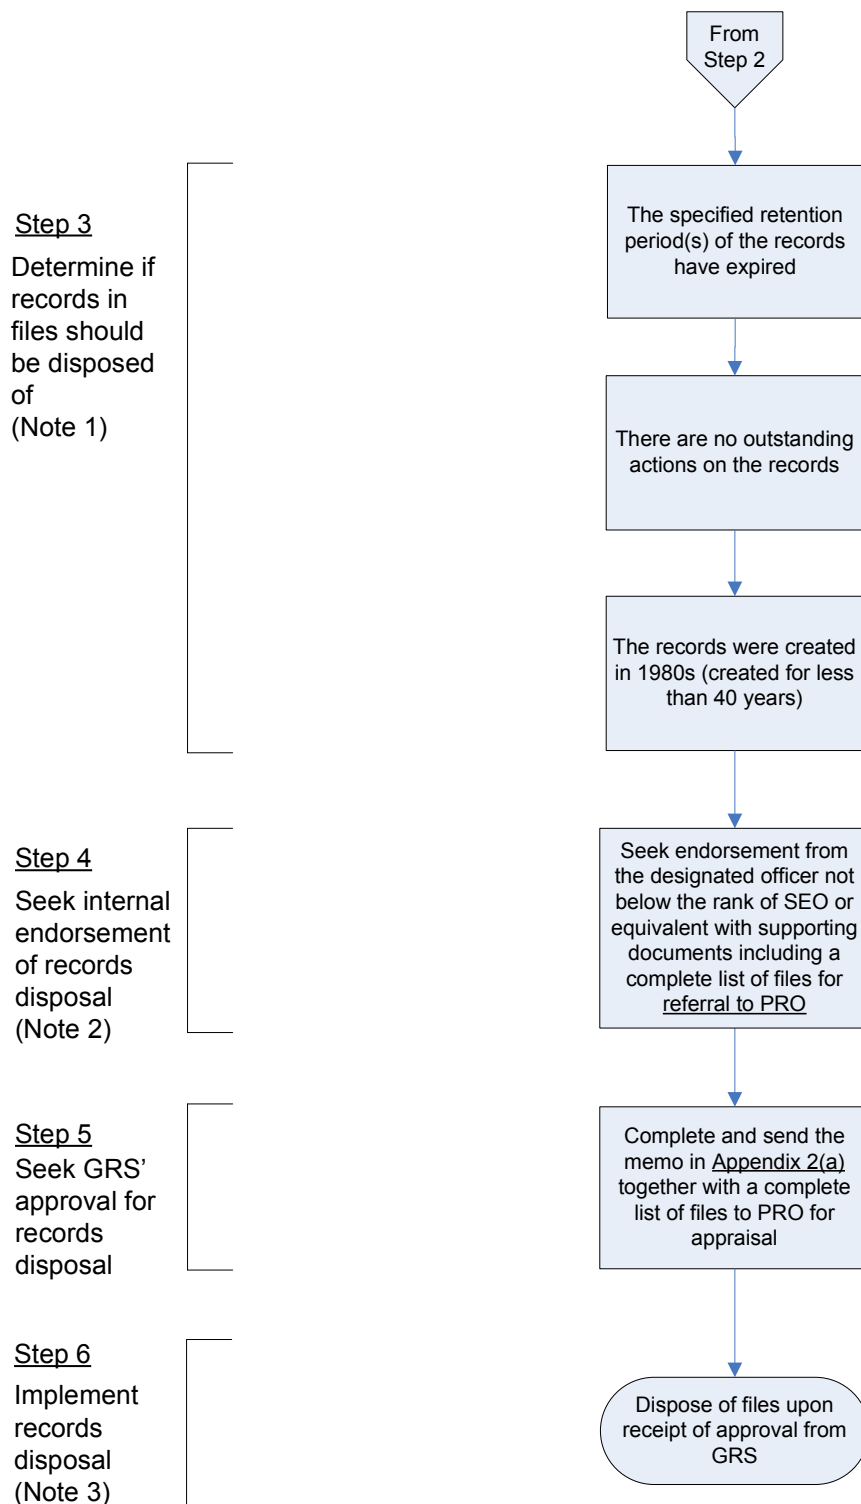 From
Step 2
Step 3
Determine if
records in
files should
be disposed
of
(Note 1)
The specified retention
period(s) of the records
have expired
There are no outstanding
actions on the records
The records were created
in 1980s (created for less
than 40 years)
Step 4
Seek internal
endorsement
of records
disposal
(Note 2)
Seek endorsement from
the designated officer not
below the rank of SEO or
equivalent with supporting
documents including a
complete list of files for
referral to PRO
Step 5
Seek GRS'
approval for
records
disposal
Complete and send the
memo in Appendix 2(a)
together with a complete
list of files to PRO for
appraisal
Step 6
Implement
records
disposal
(Note 3)
Dispose of files upon
receipt of approval from
GRS